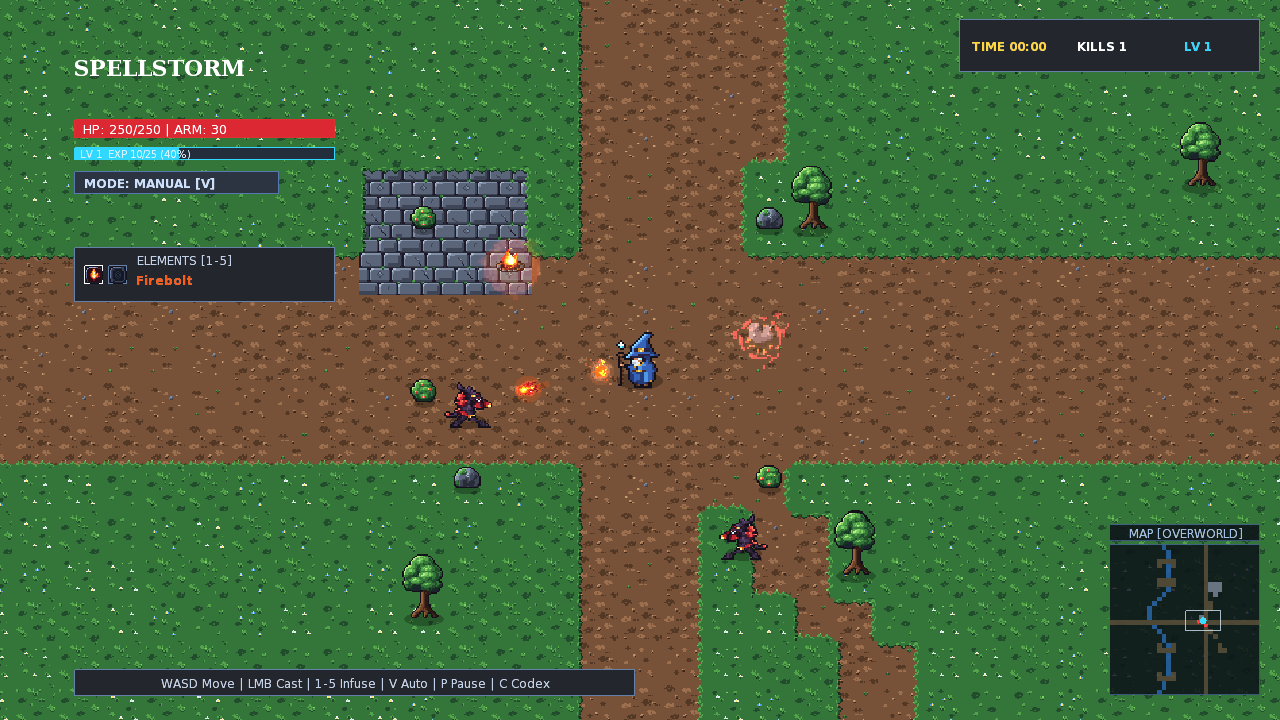 SPELLSTORM
TIME 00:00 KILLS 1 LV 1
HP: 250/250 | ARM: 30
LV 1 EXP 10/25 (40%)
MODE: MANUAL [V]
ELEMENTS [1-5]
Firebolt
MAP [OVERWORLD]
WASD Move | LMB Cast | 1-5 Infuse | V Auto | P Pause | C Codex